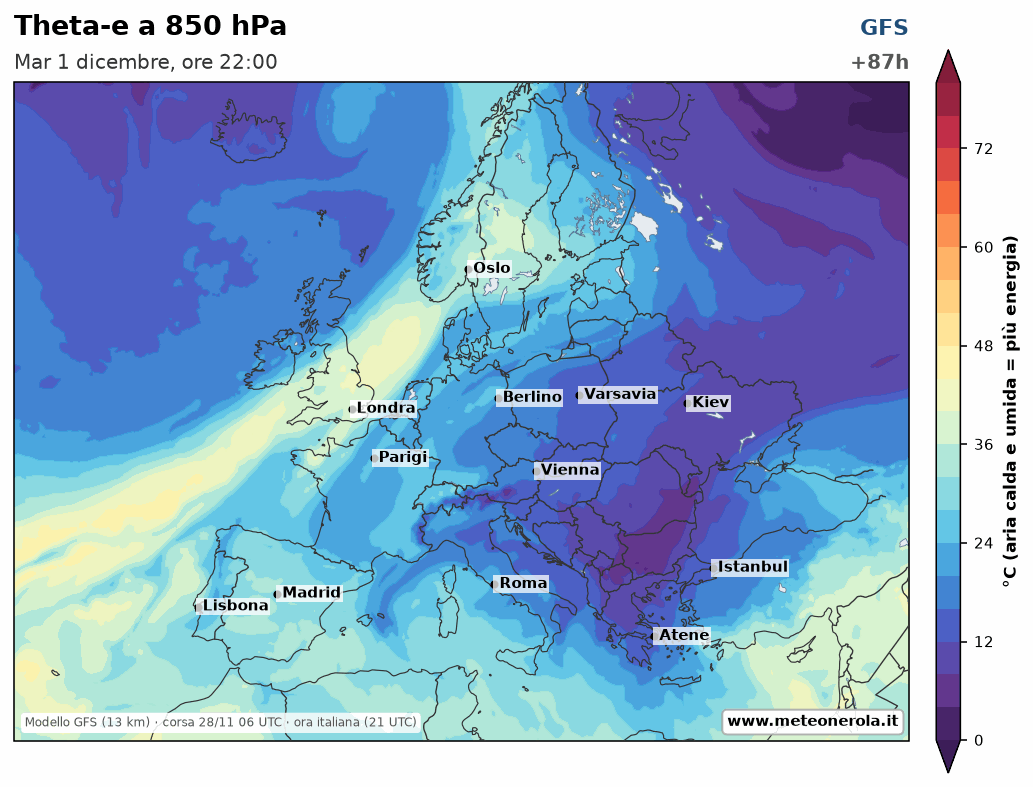 Theta-e a 850 hPa
GFS
Mar 1 dicembre, ore 22:00
+87h
72
60
48
36
24
12
0
°C (aria calda e umida = più energia)
Oslo
Londra
Berlino
Varsavia
Kiev
Parigi
Vienna
Istanbul
Roma
Madrid
Lisbona
Atene
Modello GFS (13 km) · corsa 28/11 06 UTC · ora italiana (21 UTC)
www.meteonerola.it